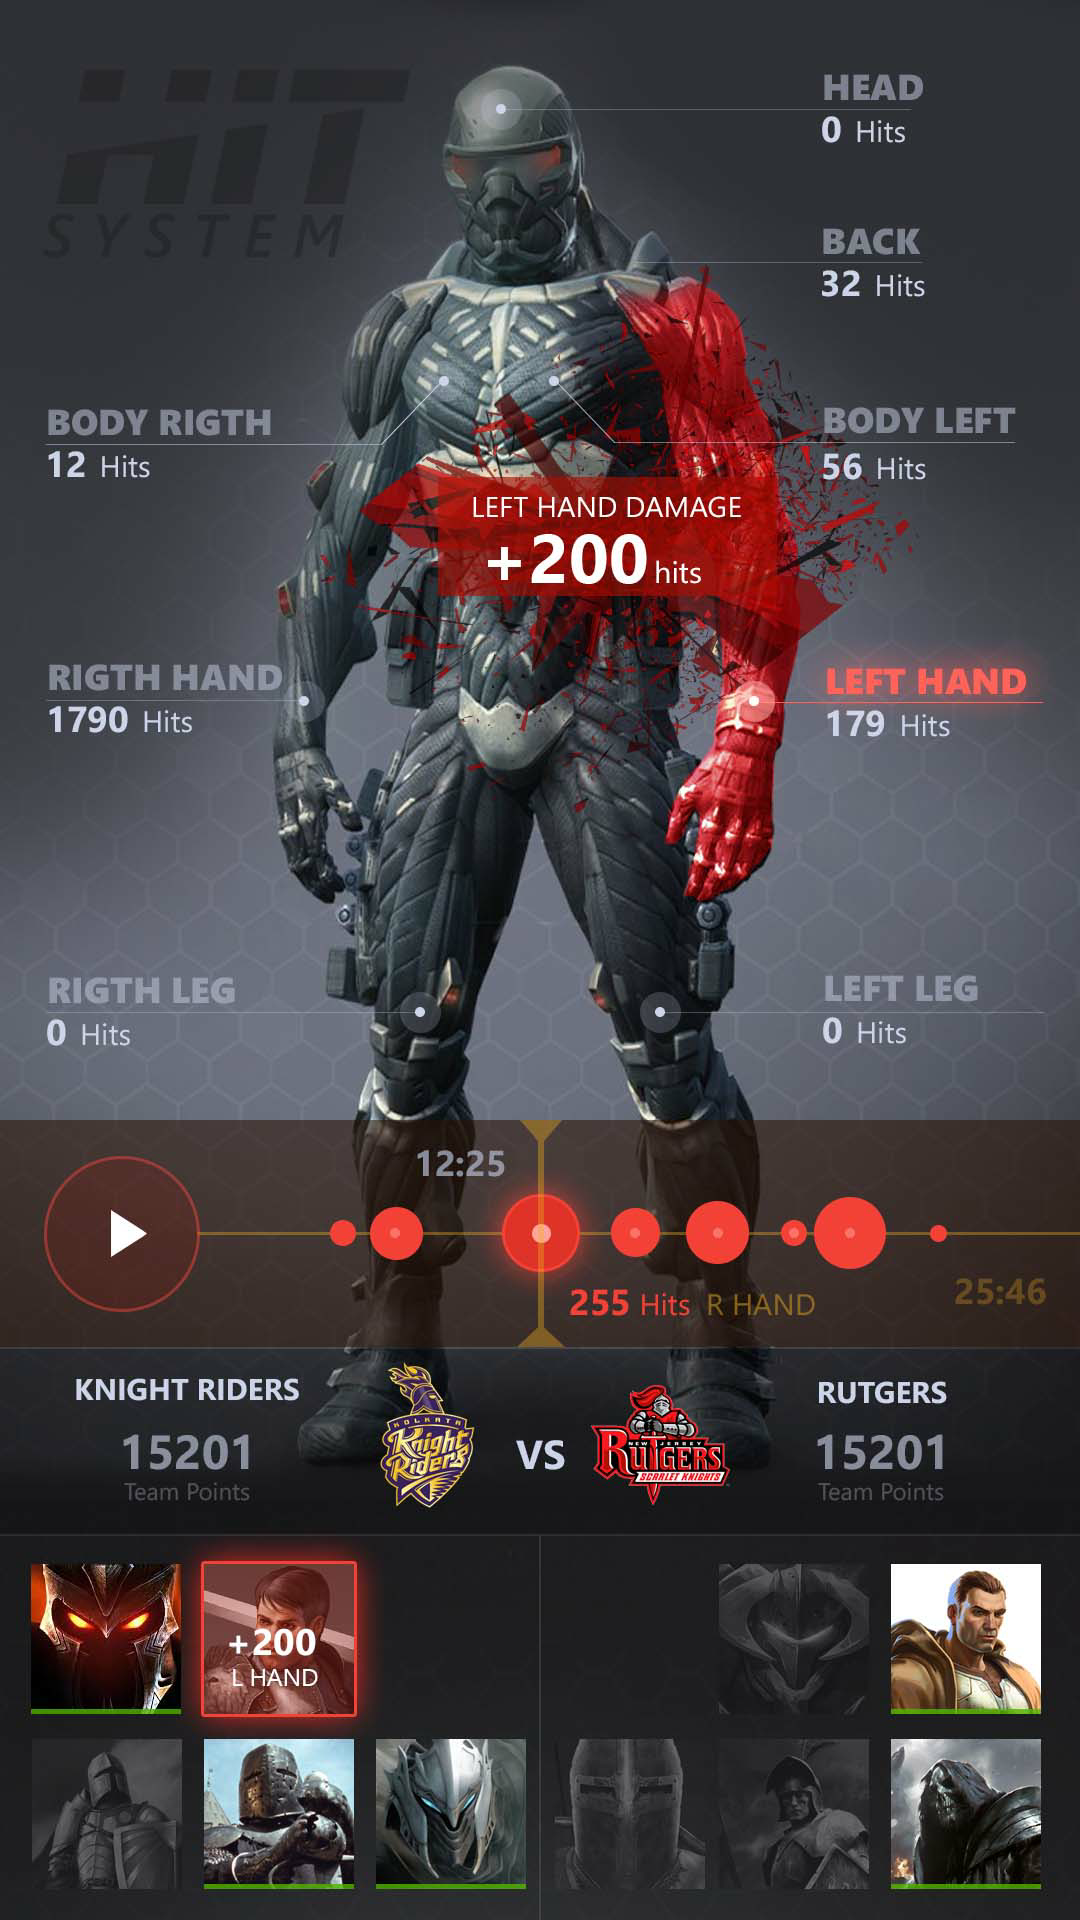 HiT
SYSTEM
HEAD
0 Hits
BACK
32 Hits
BODY RIGTH
12 Hits
BODY LEFT
56 Hits
LEFT HAND DAMAGE
+200 hits
RIGTH HAND
1790 Hits
LEFT HAND
179 Hits
RIGTH LEG
0 Hits
LEFT LEG
0 Hits
12:25
255 Hits R HAND
25:46
KNIGHT RIDERS
15201
Team Points
KOLKATA
Knight
Riders
VS
NEW JERSEY
RUTGERS
SCARLET KNIGHTS
RUTGERS
15201
Team Points
+200
L HAND